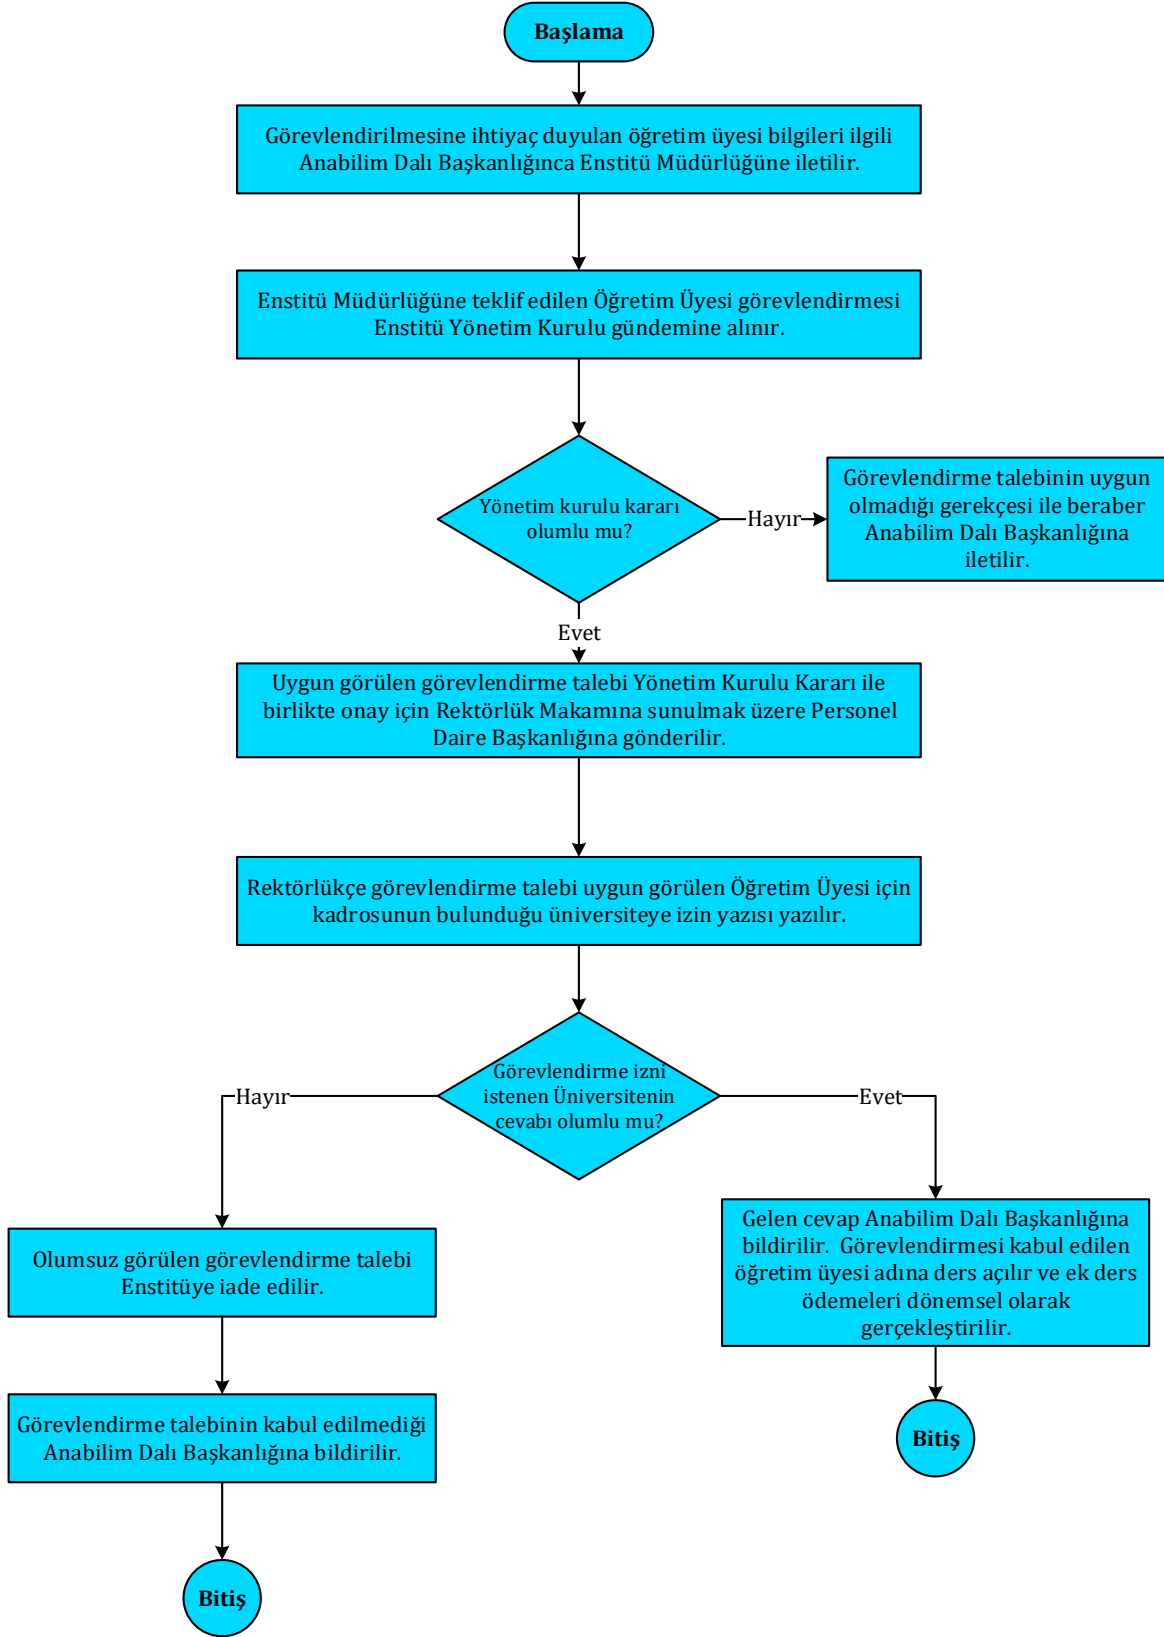 Başlama
Görevlendirilmesine ihtiyaç duyulan öğretim üyesi bilgileri ilgili
Anabilim Dalı Başkanlığınca Enstitü Müdürlüğüne iletilir.
Enstitü Müdürlüğüne teklif edilen Öğretim Üyesi görevlendirmesi
Enstitü Yönetim Kurulu gündemine alınır.
Yönetim kurulu kararı
olumlu mu?
Hayır
Görevlendirme talebinin uygun
olmadığı gerekçesi ile beraber
Anabilim Dalı Başkanlığına
iletilir.
Evet
Uygun görülen görevlendirme talebi Yönetim Kurulu Kararı ile
birlikte onay için Rektörlük Makamına sunulmak üzere Personel
Daire Başkanlığına gönderilir.
Rektörlükçe görevlendirme talebi uygun görülen Öğretim Üyesi için
kadrosunun bulunduğu üniversiteye izin yazısı yazılır.
Görevlendirme izni
istenen Üniversitenin
cevabı olumlu mu?
Hayır
Evet
Olumsuz görülen görevlendirme talebi
Enstitüye iade edilir.
Görevlendirme talebinin kabul edilmediği
Anabilim Dalı Başkanlığına bildirilir.
Bitiş
Gelen cevap Anabilim Dalı Başkanlığına
bildirilir.  Görevlendirmesi kabul edilen
öğretim üyesi adına ders açılır ve ek ders
ödemeleri dönemsel olarak
gerçekleştirilir.
Bitiş